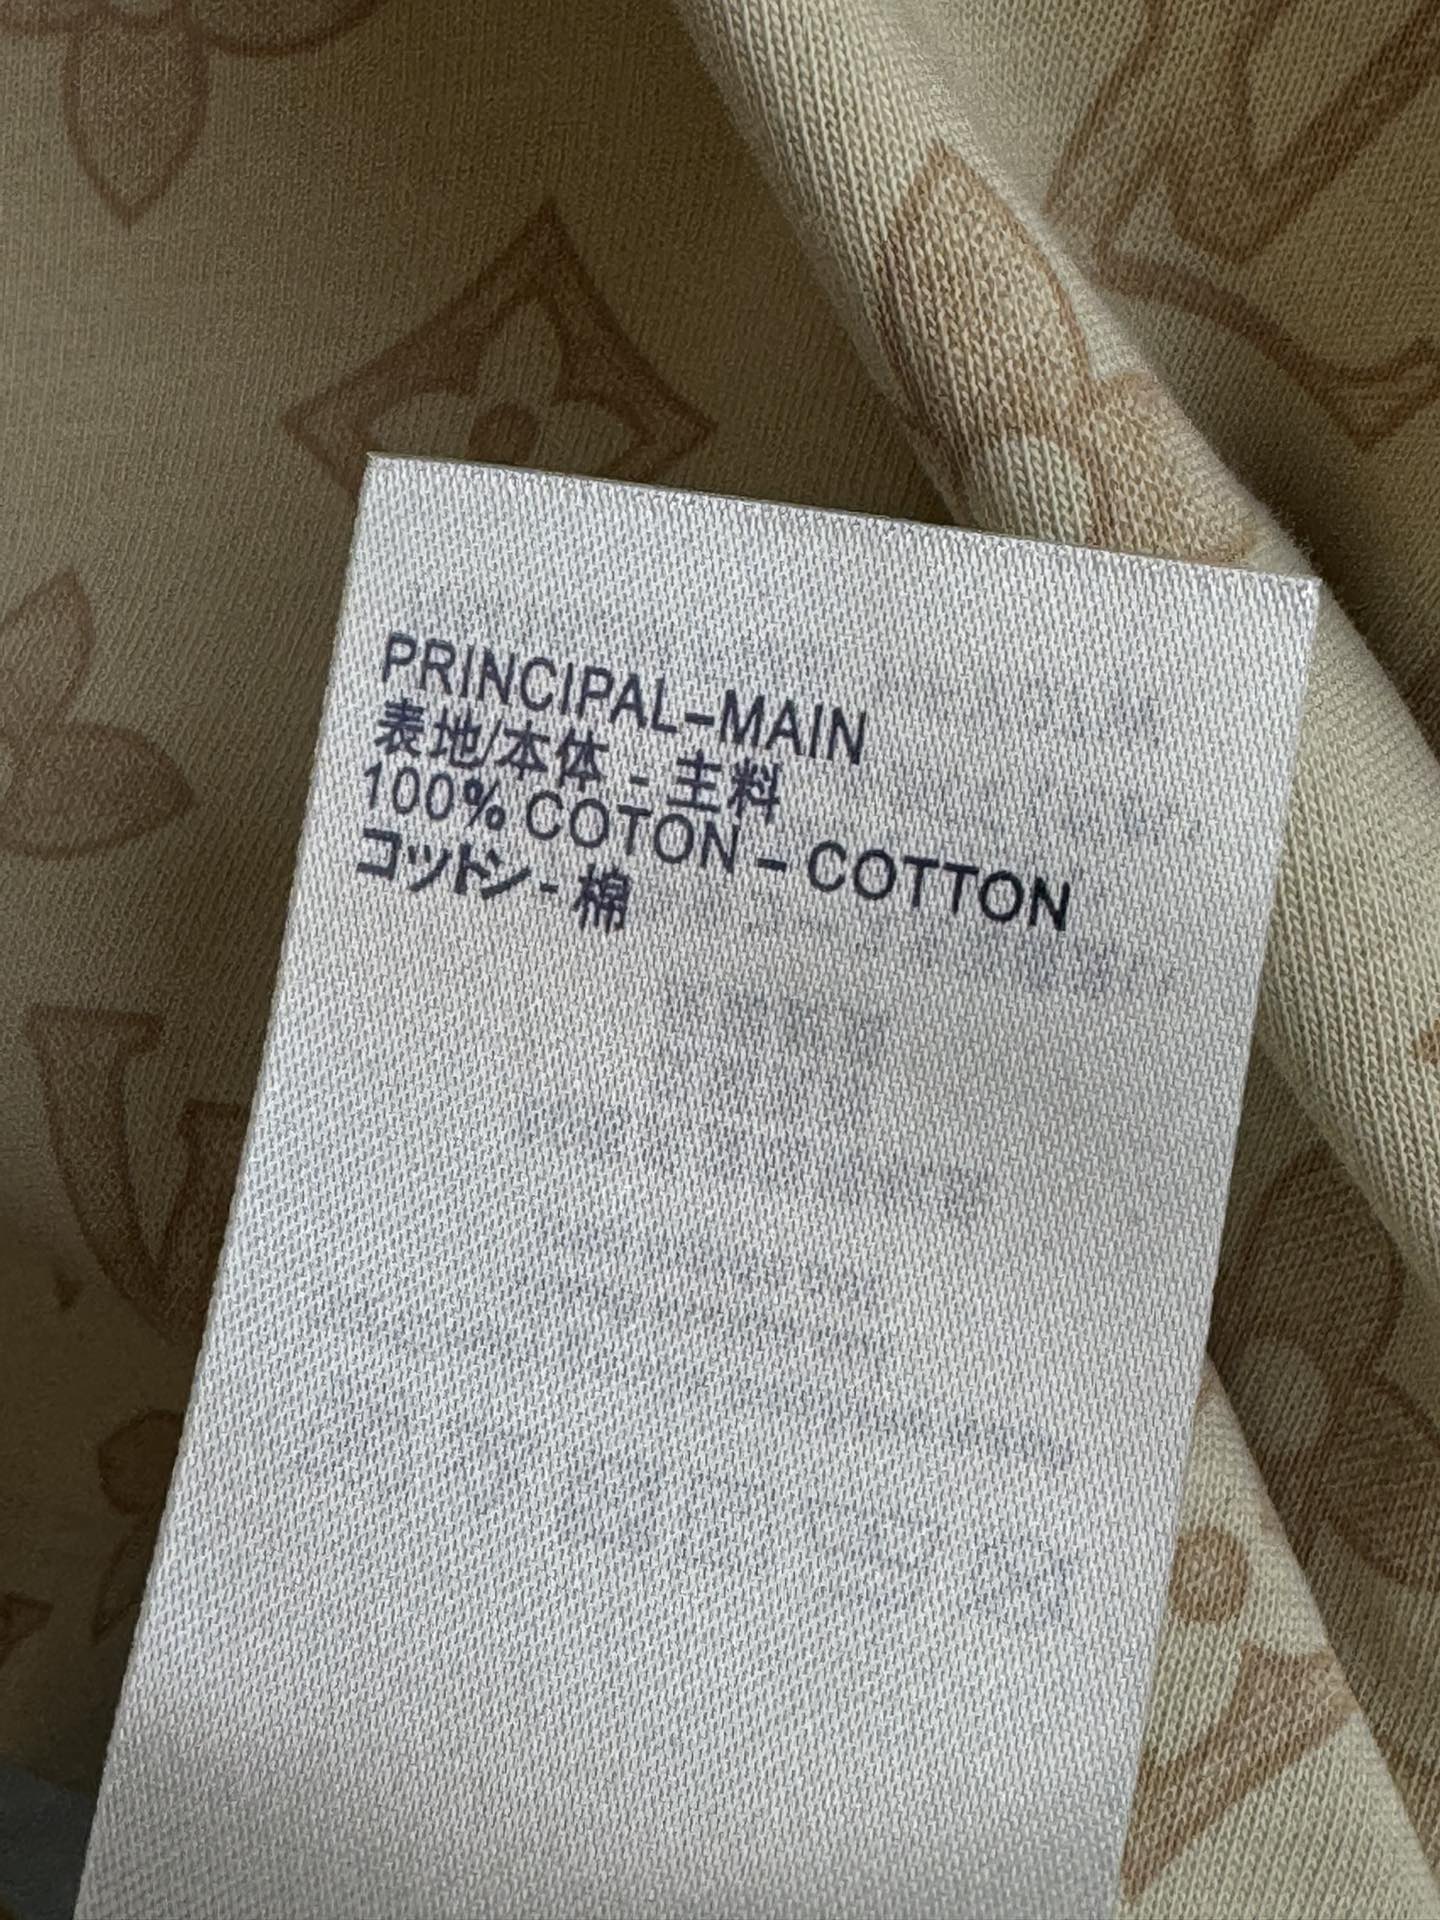 PRINCIPAL-MAIN
表地/本体 - 主料
100% COTON - COTTON
コットン - 棉